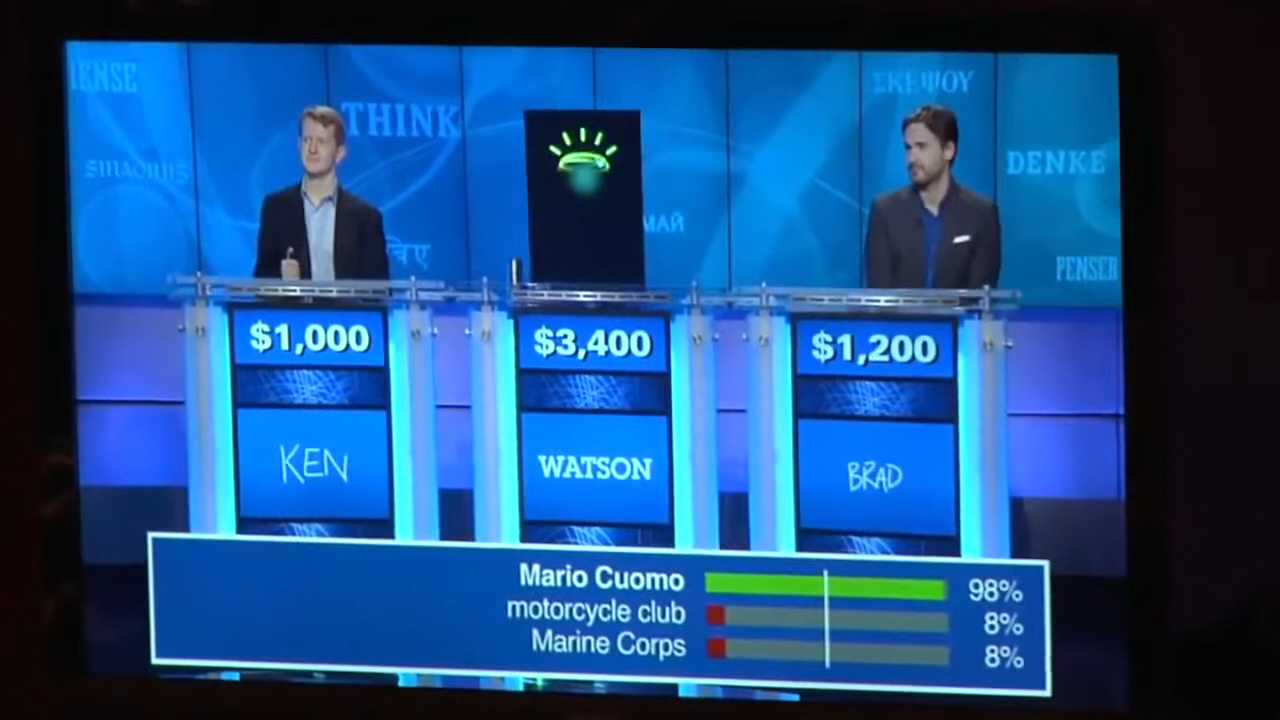 THINK
ΣΚΕΨΟΥ
DENKE
PENSER
$1,000
$3,400
$1,200
KEN
WATSON
BRAD
Mario Cuomo 98%
motorcycle club 8%
Marine Corps 8%